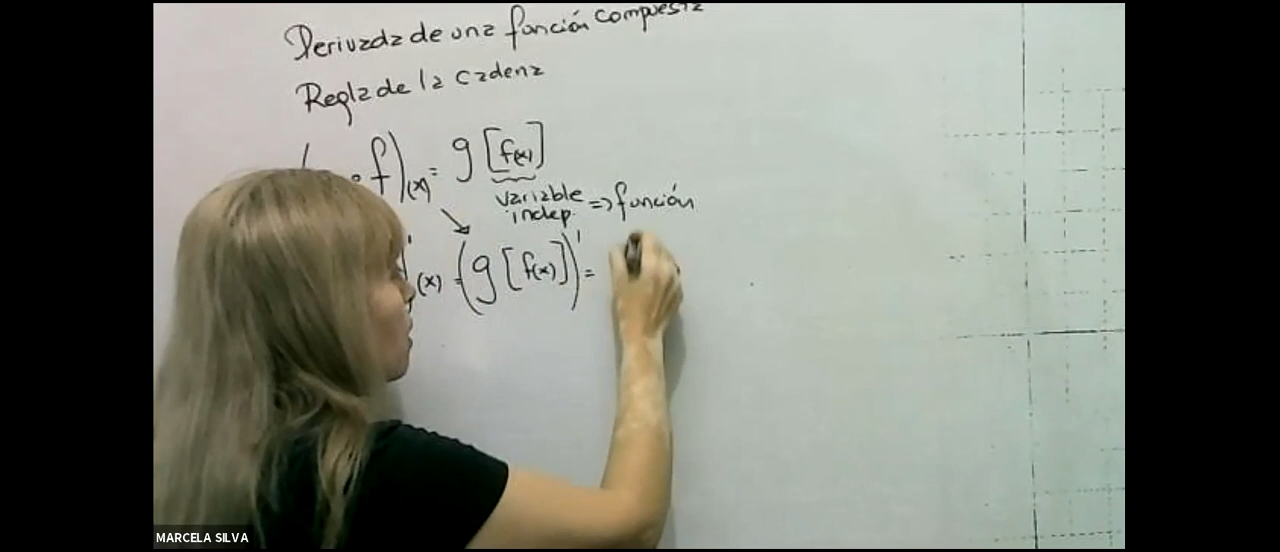 Derivada de una función compuesta
Regla de la cadena
f)(x) = g [f(x)]
variable indep. => función
'(x) = (g [f(x)])' =
MARCELA SILVA